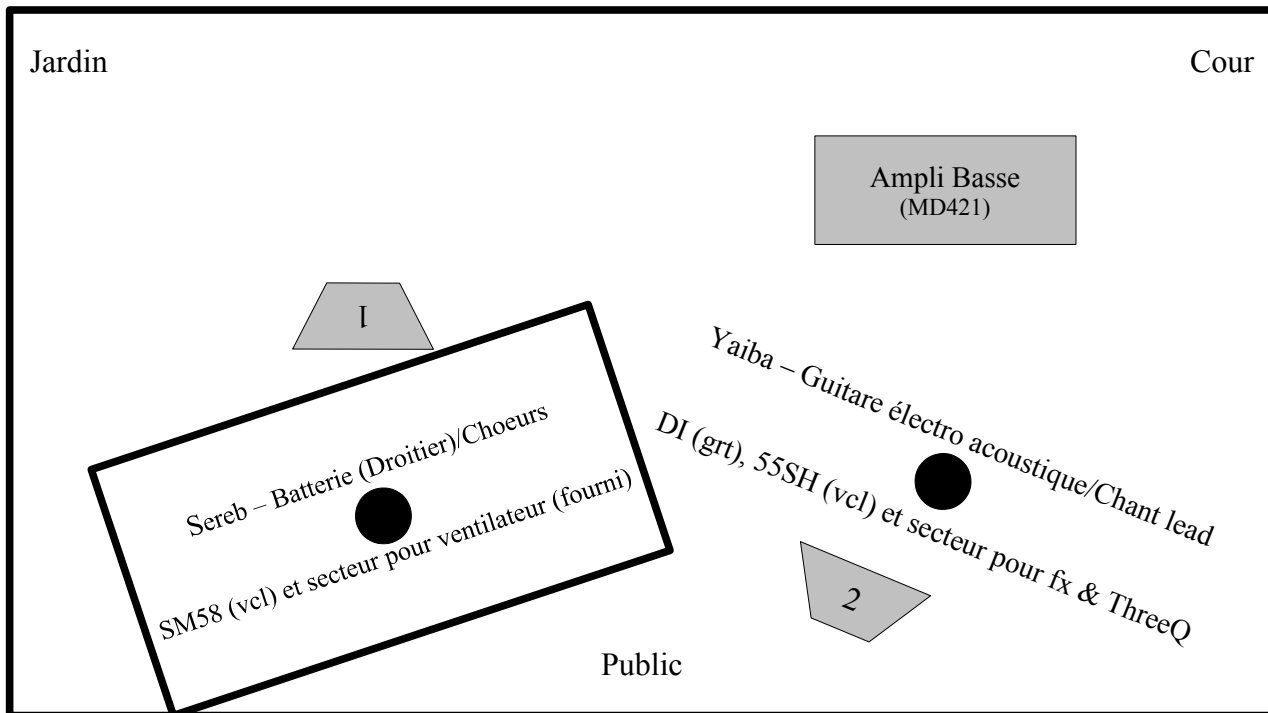 Jardin
Cour
Ampli Basse
(MD421)
1
Yaiba – Guitare électro acoustique/Chant lead
DI (grt), 55SH (vcl) et secteur pour fx & ThreeQ
Sereb – Batterie (Droitier)/Choeurs
SM58 (vcl) et secteur pour ventilateur (fourni)
2
Public